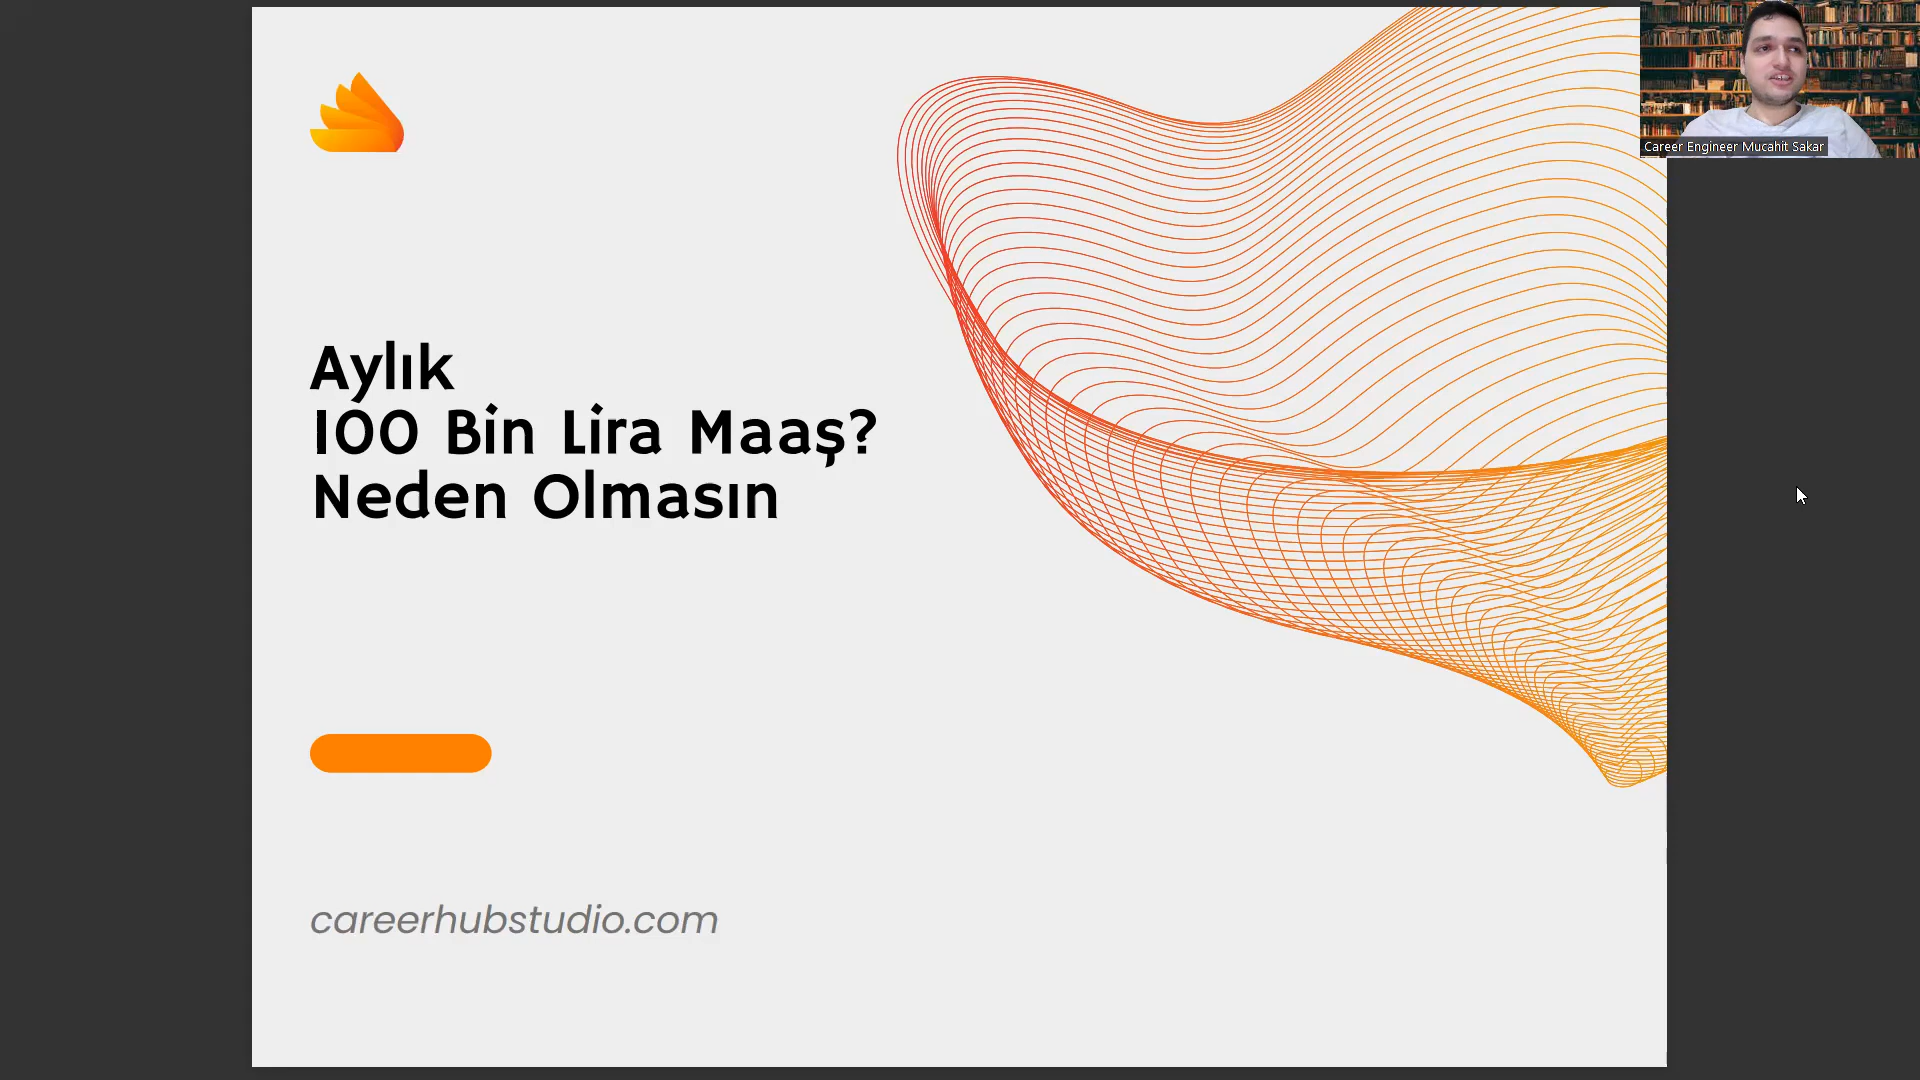 Career Engineer Mucahit Sakar
Aylık
100 Bin Lira Maaş?
Neden Olmasın
careerhubstudio.com